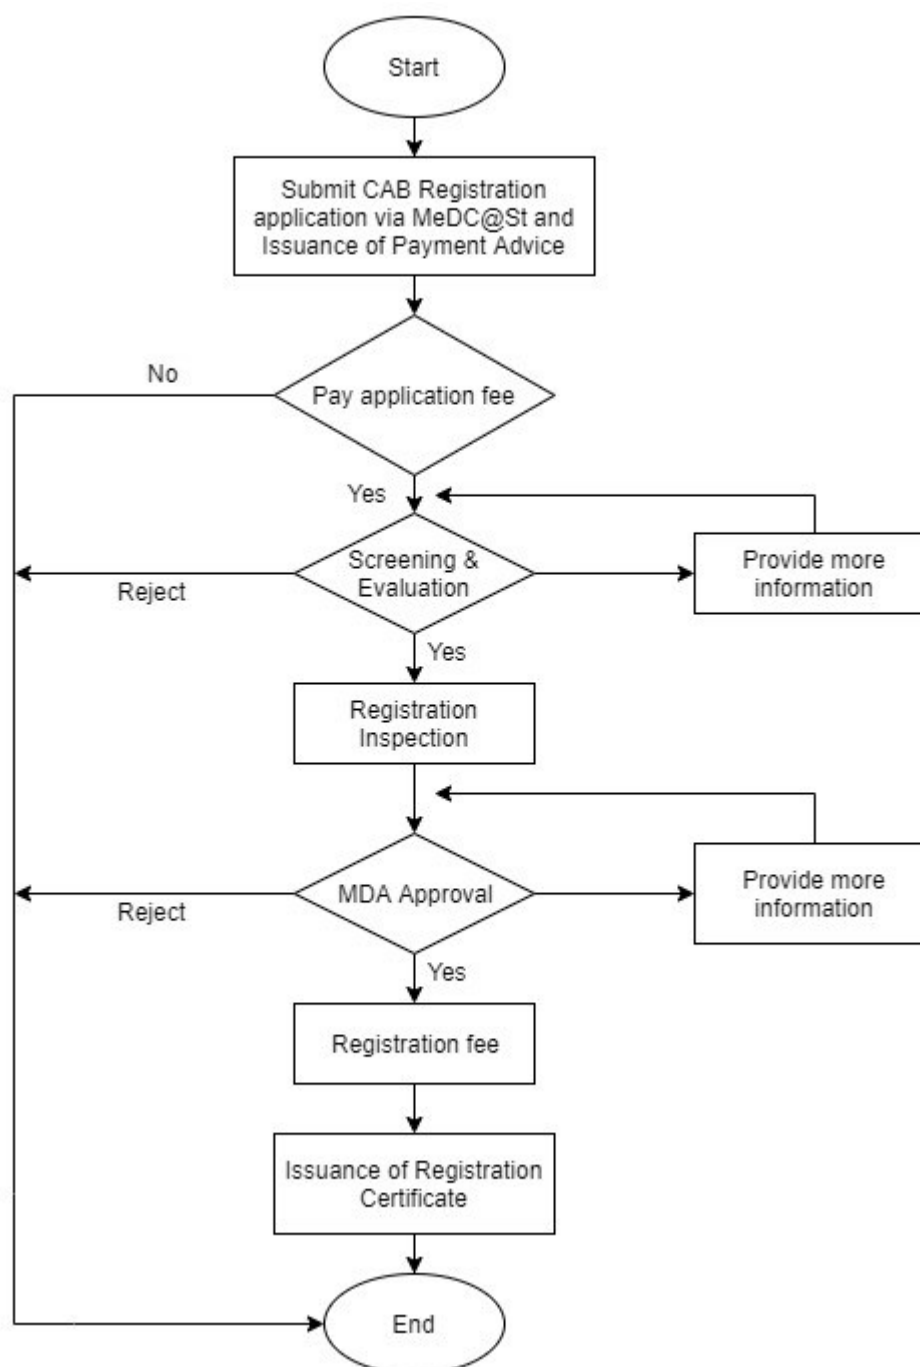 Start
Submit CAB Registration
application via MeDC@St and
Issuance of Payment Advice
No
Pay application fee
Yes
Screening &
Evaluation
Provide more
information
Reject
Yes
Registration
Inspection
MDA Approval
Provide more
information
Reject
Yes
Registration fee
Issuance of Registration
Certificate
End